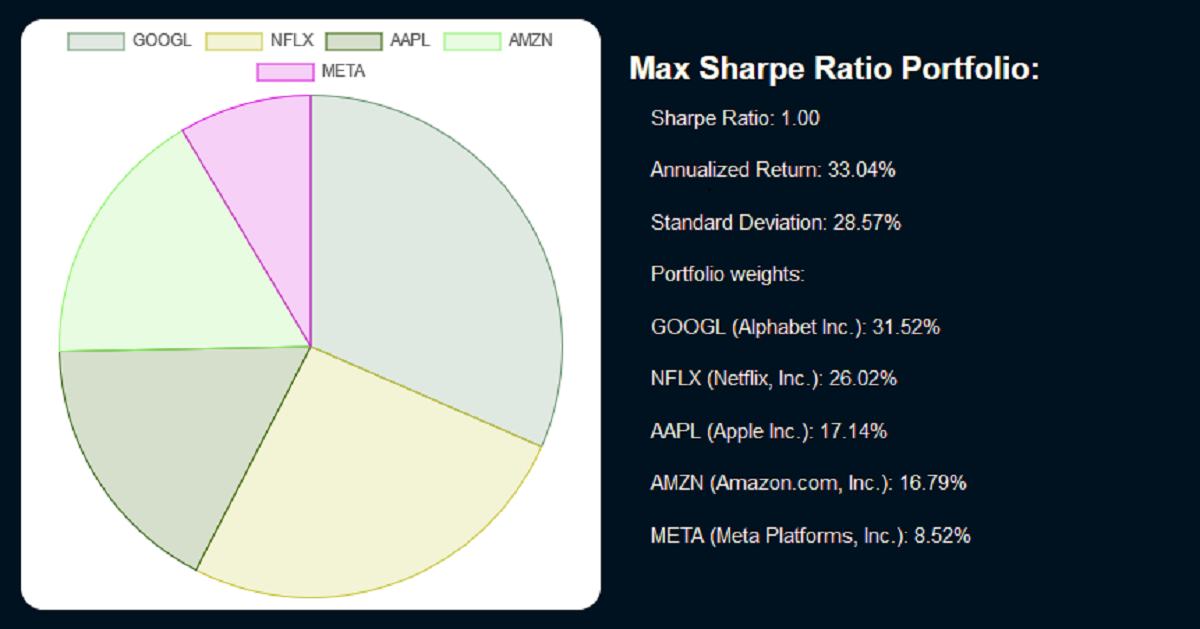 GOOGL NFLX AAPL AMZN
META
Max Sharpe Ratio Portfolio:
Sharpe Ratio: 1.00
Annualized Return: 33.04%
Standard Deviation: 28.57%
Portfolio weights:
GOOGL (Alphabet Inc.): 31.52%
NFLX (Netflix, Inc.): 26.02%
AAPL (Apple Inc.): 17.14%
AMZN (Amazon.com, Inc.): 16.79%
META (Meta Platforms, Inc.): 8.52%